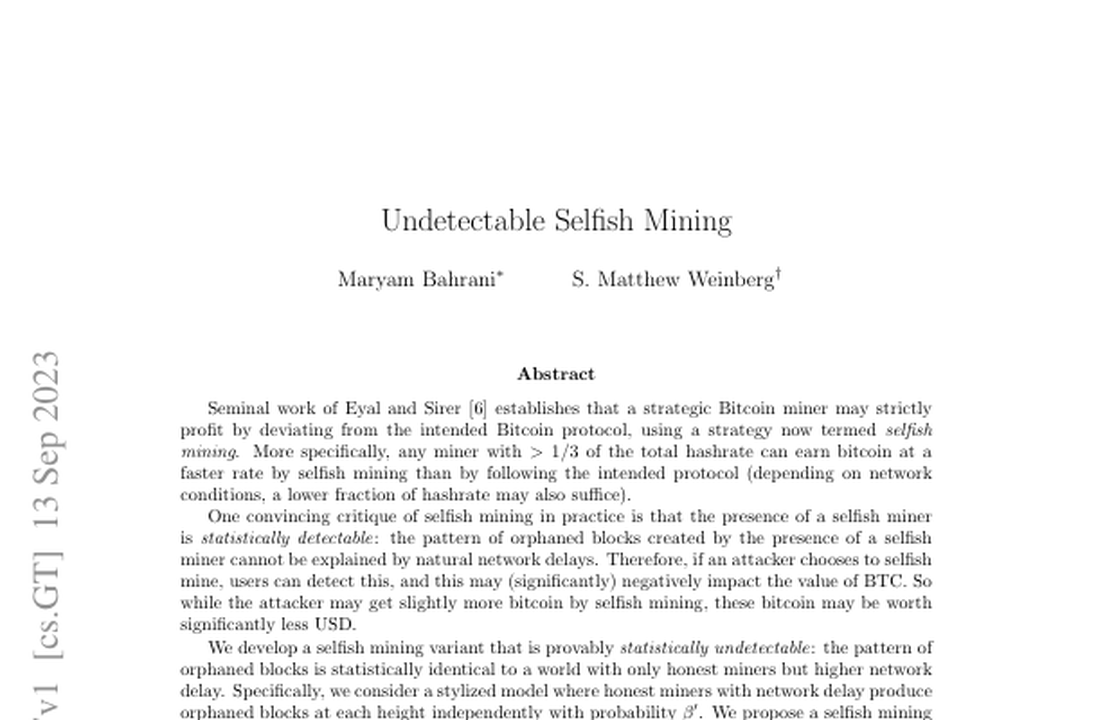 Undetectable Selfish Mining
Maryam Bahrani* S. Matthew Weinberg†
Abstract
Seminal work of Eyal and Sirer [6] establishes that a strategic Bitcoin miner may strictly
profit by deviating from the intended Bitcoin protocol, using a strategy now termed selfish
mining. More specifically, any miner with > 1/3 of the total hashrate can earn bitcoin at a
faster rate by selfish mining than by following the intended protocol (depending on network
conditions, a lower fraction of hashrate may also suffice).
One convincing critique of selfish mining in practice is that the presence of a selfish miner
is statistically detectable: the pattern of orphaned blocks created by the presence of a selfish
miner cannot be explained by natural network delays. Therefore, if an attacker chooses to selfish
mine, users can detect this, and this may (significantly) negatively impact the value of BTC. So
while the attacker may get slightly more bitcoin by selfish mining, these bitcoin may be worth
significantly less USD.
We develop a selfish mining variant that is provably statistically undetectable: the pattern of
orphaned blocks is statistically identical to a world with only honest miners but higher network
delay. Specifically, we consider a stylized model where honest miners with network delay produce
orphaned blocks at each height independently with probability β′. We propose a selfish mining
v1 [cs.GT] 13 Sep 2023